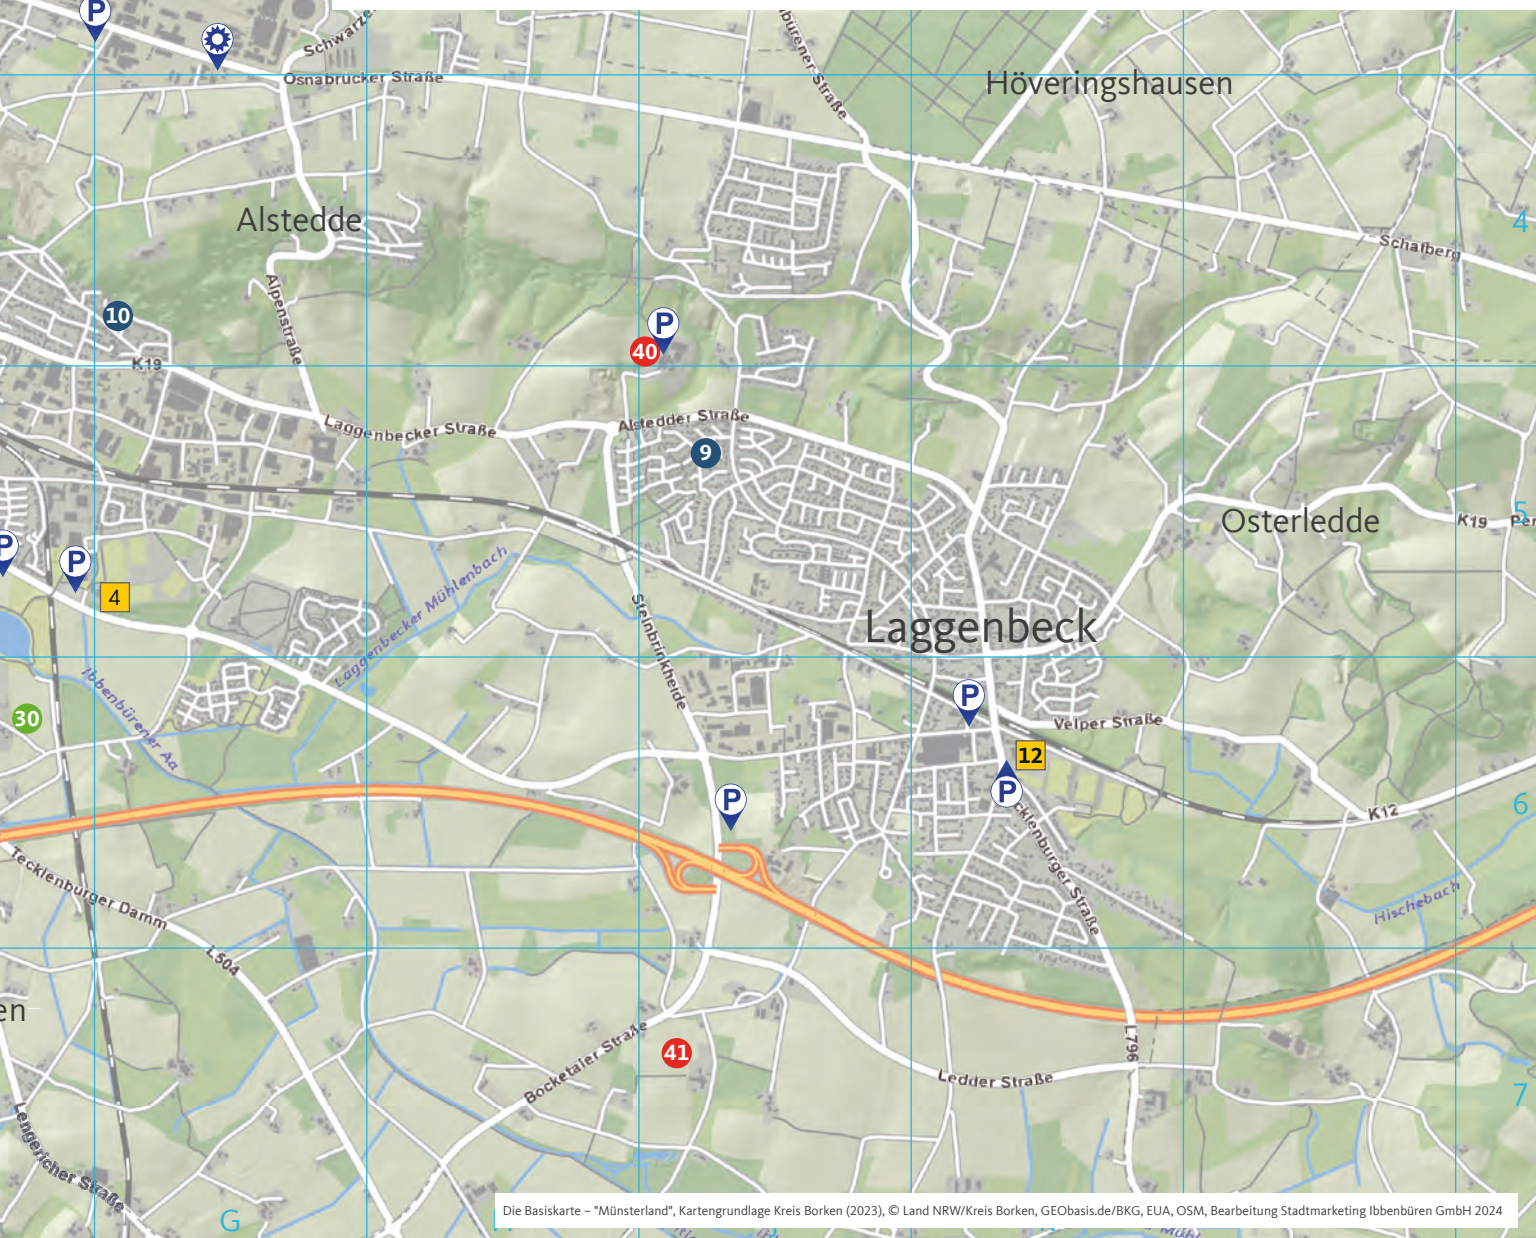 P
Schwarze
Osnabrücker Straße
bürener Straße
Höveringshausen
Alstedde
4
Schafberg
10
Alpenstraße
P
40
K19
Laggenbecker Straße
Alstedder Straße
9
Osterledde
K19
5
P
P
4
Laggenbecker Mühlenbach
Steinbrinkheide
Laggenbeck
Ibbenbürener Aa
30
P
Velper Straße
12
P
P
6
K12
Tecklenburger Damm
cklenburger Straße
Hischebach
L504
en
41
Bocketaler Straße
L796
Ledder Straße
7
Lengericher Straße
G
Die Basiskarte – "Münsterland", Kartengrundlage Kreis Borken (2023), © Land NRW/Kreis Borken, GEObasis.de/BKG, EUA, OSM, Bearbeitung Stadtmarketing Ibbenbüren GmbH 2024